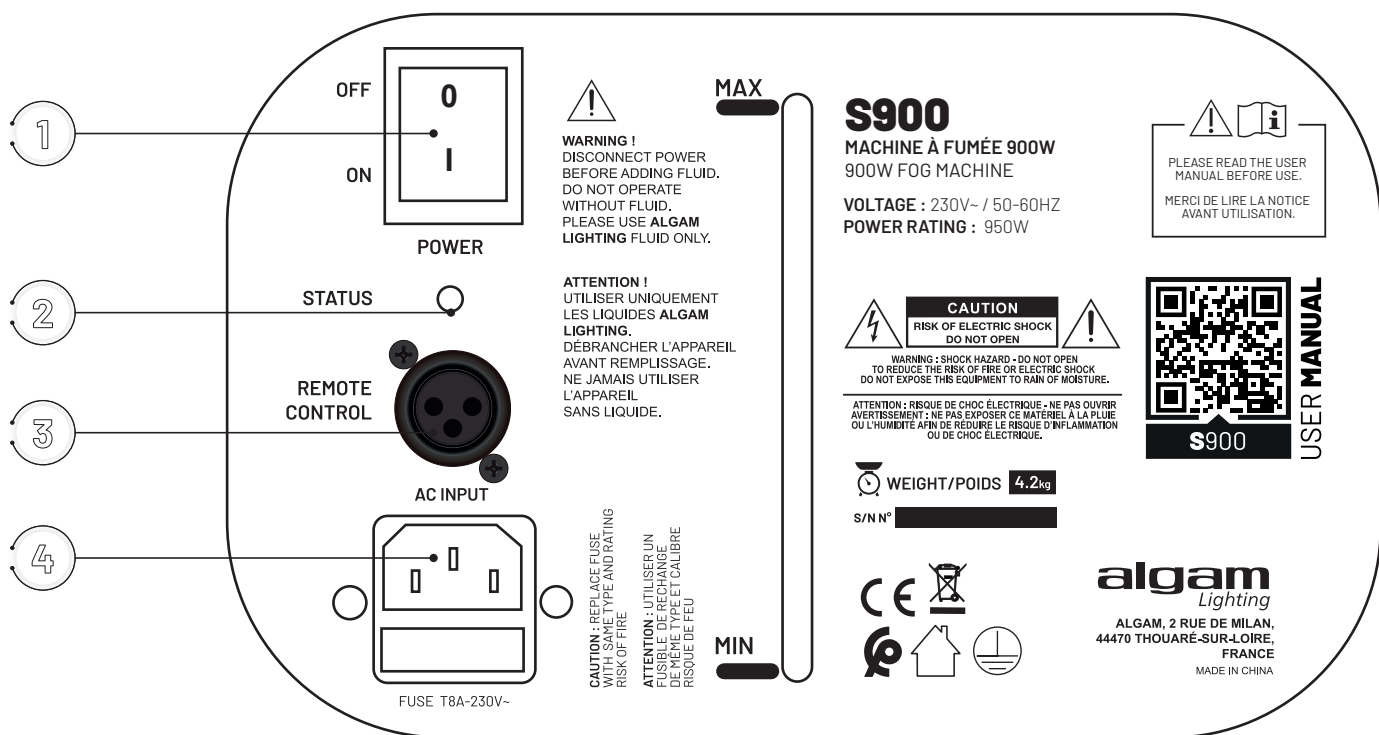 1
OFF
0
ON
I
POWER
2
STATUS
3
REMOTE
CONTROL
4
AC INPUT
FUSE T8A-230V~
WARNING !
DISCONNECT POWER
BEFORE ADDING FLUID.
DO NOT OPERATE
WITHOUT FLUID.
PLEASE USE ALGAM
LIGHTING FLUID ONLY.
ATTENTION !
UTILISER UNIQUEMENT
LES LIQUIDES ALGAM
LIGHTING.
DÉBRANCHER L'APPAREIL
AVANT REMPLISSAGE.
NE JAMAIS UTILISER
L'APPAREIL
SANS LIQUIDE.
CAUTION : REPLACE FUSE
WITH SAME TYPE AND RATING
RISK OF FIRE
ATTENTION : UTILISER UN
FUSIBLE DE RECHANGE
DE MÊME TYPE ET CALIBRE
RISQUE DE FEU
MAX
MIN
S900
MACHINE À FUMÉE 900W
900W FOG MACHINE
VOLTAGE : 230V~ / 50-60HZ
POWER RATING : 950W
CAUTION
RISK OF ELECTRIC SHOCK
DO NOT OPEN
WARNING : SHOCK HAZARD - DO NOT OPEN
TO REDUCE THE RISK OF FIRE OR ELECTRIC SHOCK
DO NOT EXPOSE THIS EQUIPMENT TO RAIN OF MOISTURE.
ATTENTION : RISQUE DE CHOC ÉLECTRIQUE - NE PAS OUVRIR
AVERTISSEMENT : NE PAS EXPOSER CE MATÉRIEL À LA PLUIE
OU L'HUMIDITÉ AFIN DE RÉDUIRE LE RISQUE D'INFLAMMATION
OU DE CHOC ÉLECTRIQUE.
WEIGHT/POIDS 4.2kg
S/N N°
CE
PLEASE READ THE USER
MANUAL BEFORE USE.
MERCI DE LIRE LA NOTICE
AVANT UTILISATION.
S900
USER MANUAL
algam
Lighting
ALGAM, 2 RUE DE MILAN,
44470 THOUARÉ-SUR-LOIRE,
FRANCE
MADE IN CHINA